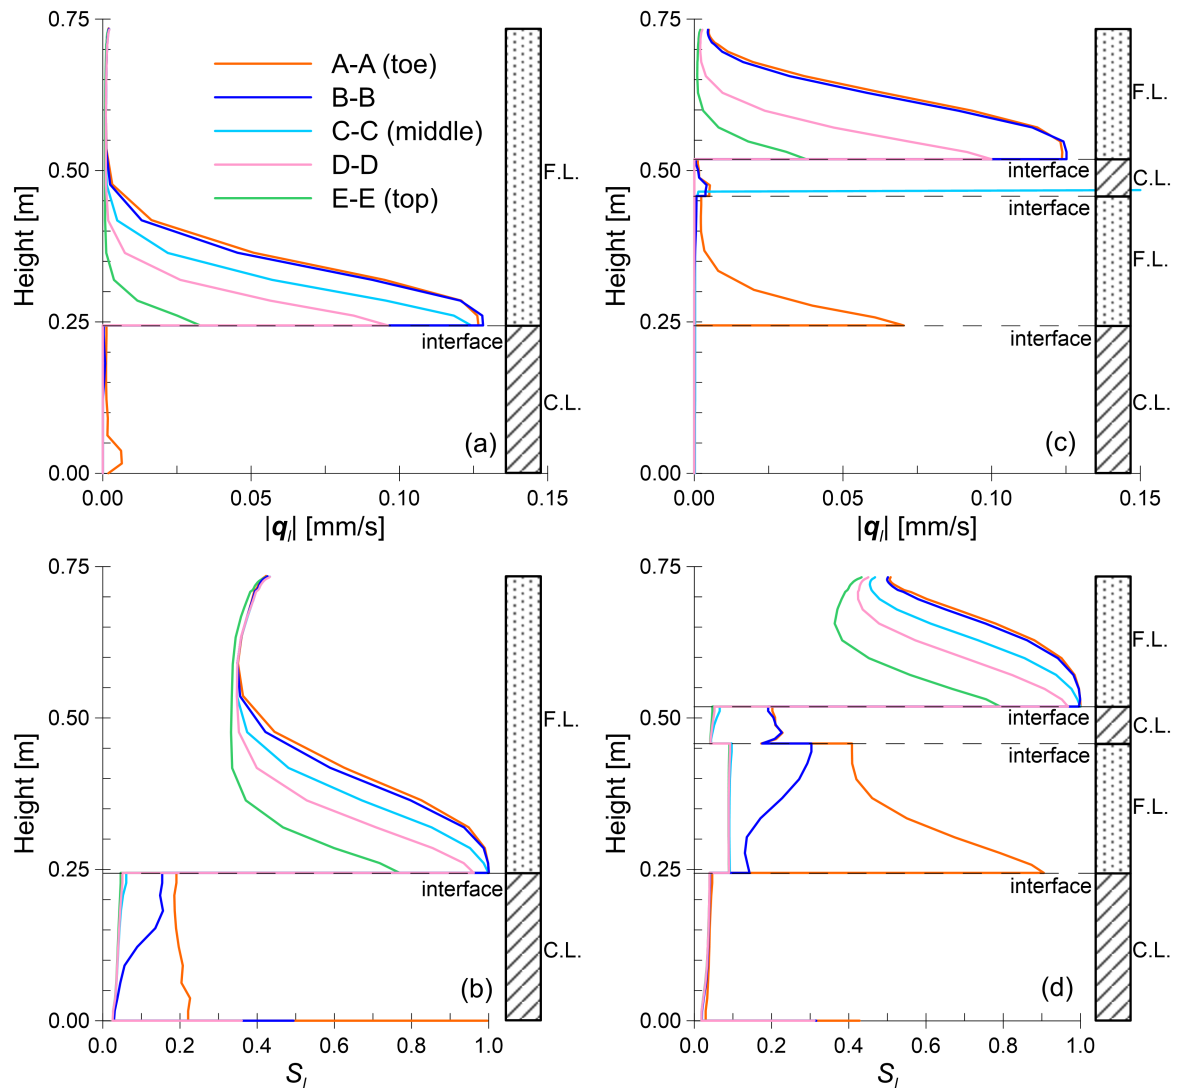 0.75
0.50
0.25
0.00
Height [m]
A-A (toe)
B-B
C-C (middle)
D-D
E-E (top)
F.L.
interface
C.L.
(a)
0.00 0.05 0.10 0.15
|q_l| [mm/s]
0.75
0.50
0.25
0.00
Height [m]
F.L.
interface
C.L.
interface
F.L.
interface
C.L.
(c)
0.00 0.05 0.10 0.15
|q_l| [mm/s]
0.75
0.50
0.25
0.00
Height [m]
F.L.
interface
C.L.
(b)
0.0 0.2 0.4 0.6 0.8 1.0
S_l
0.75
0.50
0.25
0.00
Height [m]
F.L.
interface
C.L.
interface
F.L.
interface
C.L.
(d)
0.0 0.2 0.4 0.6 0.8 1.0
S_l